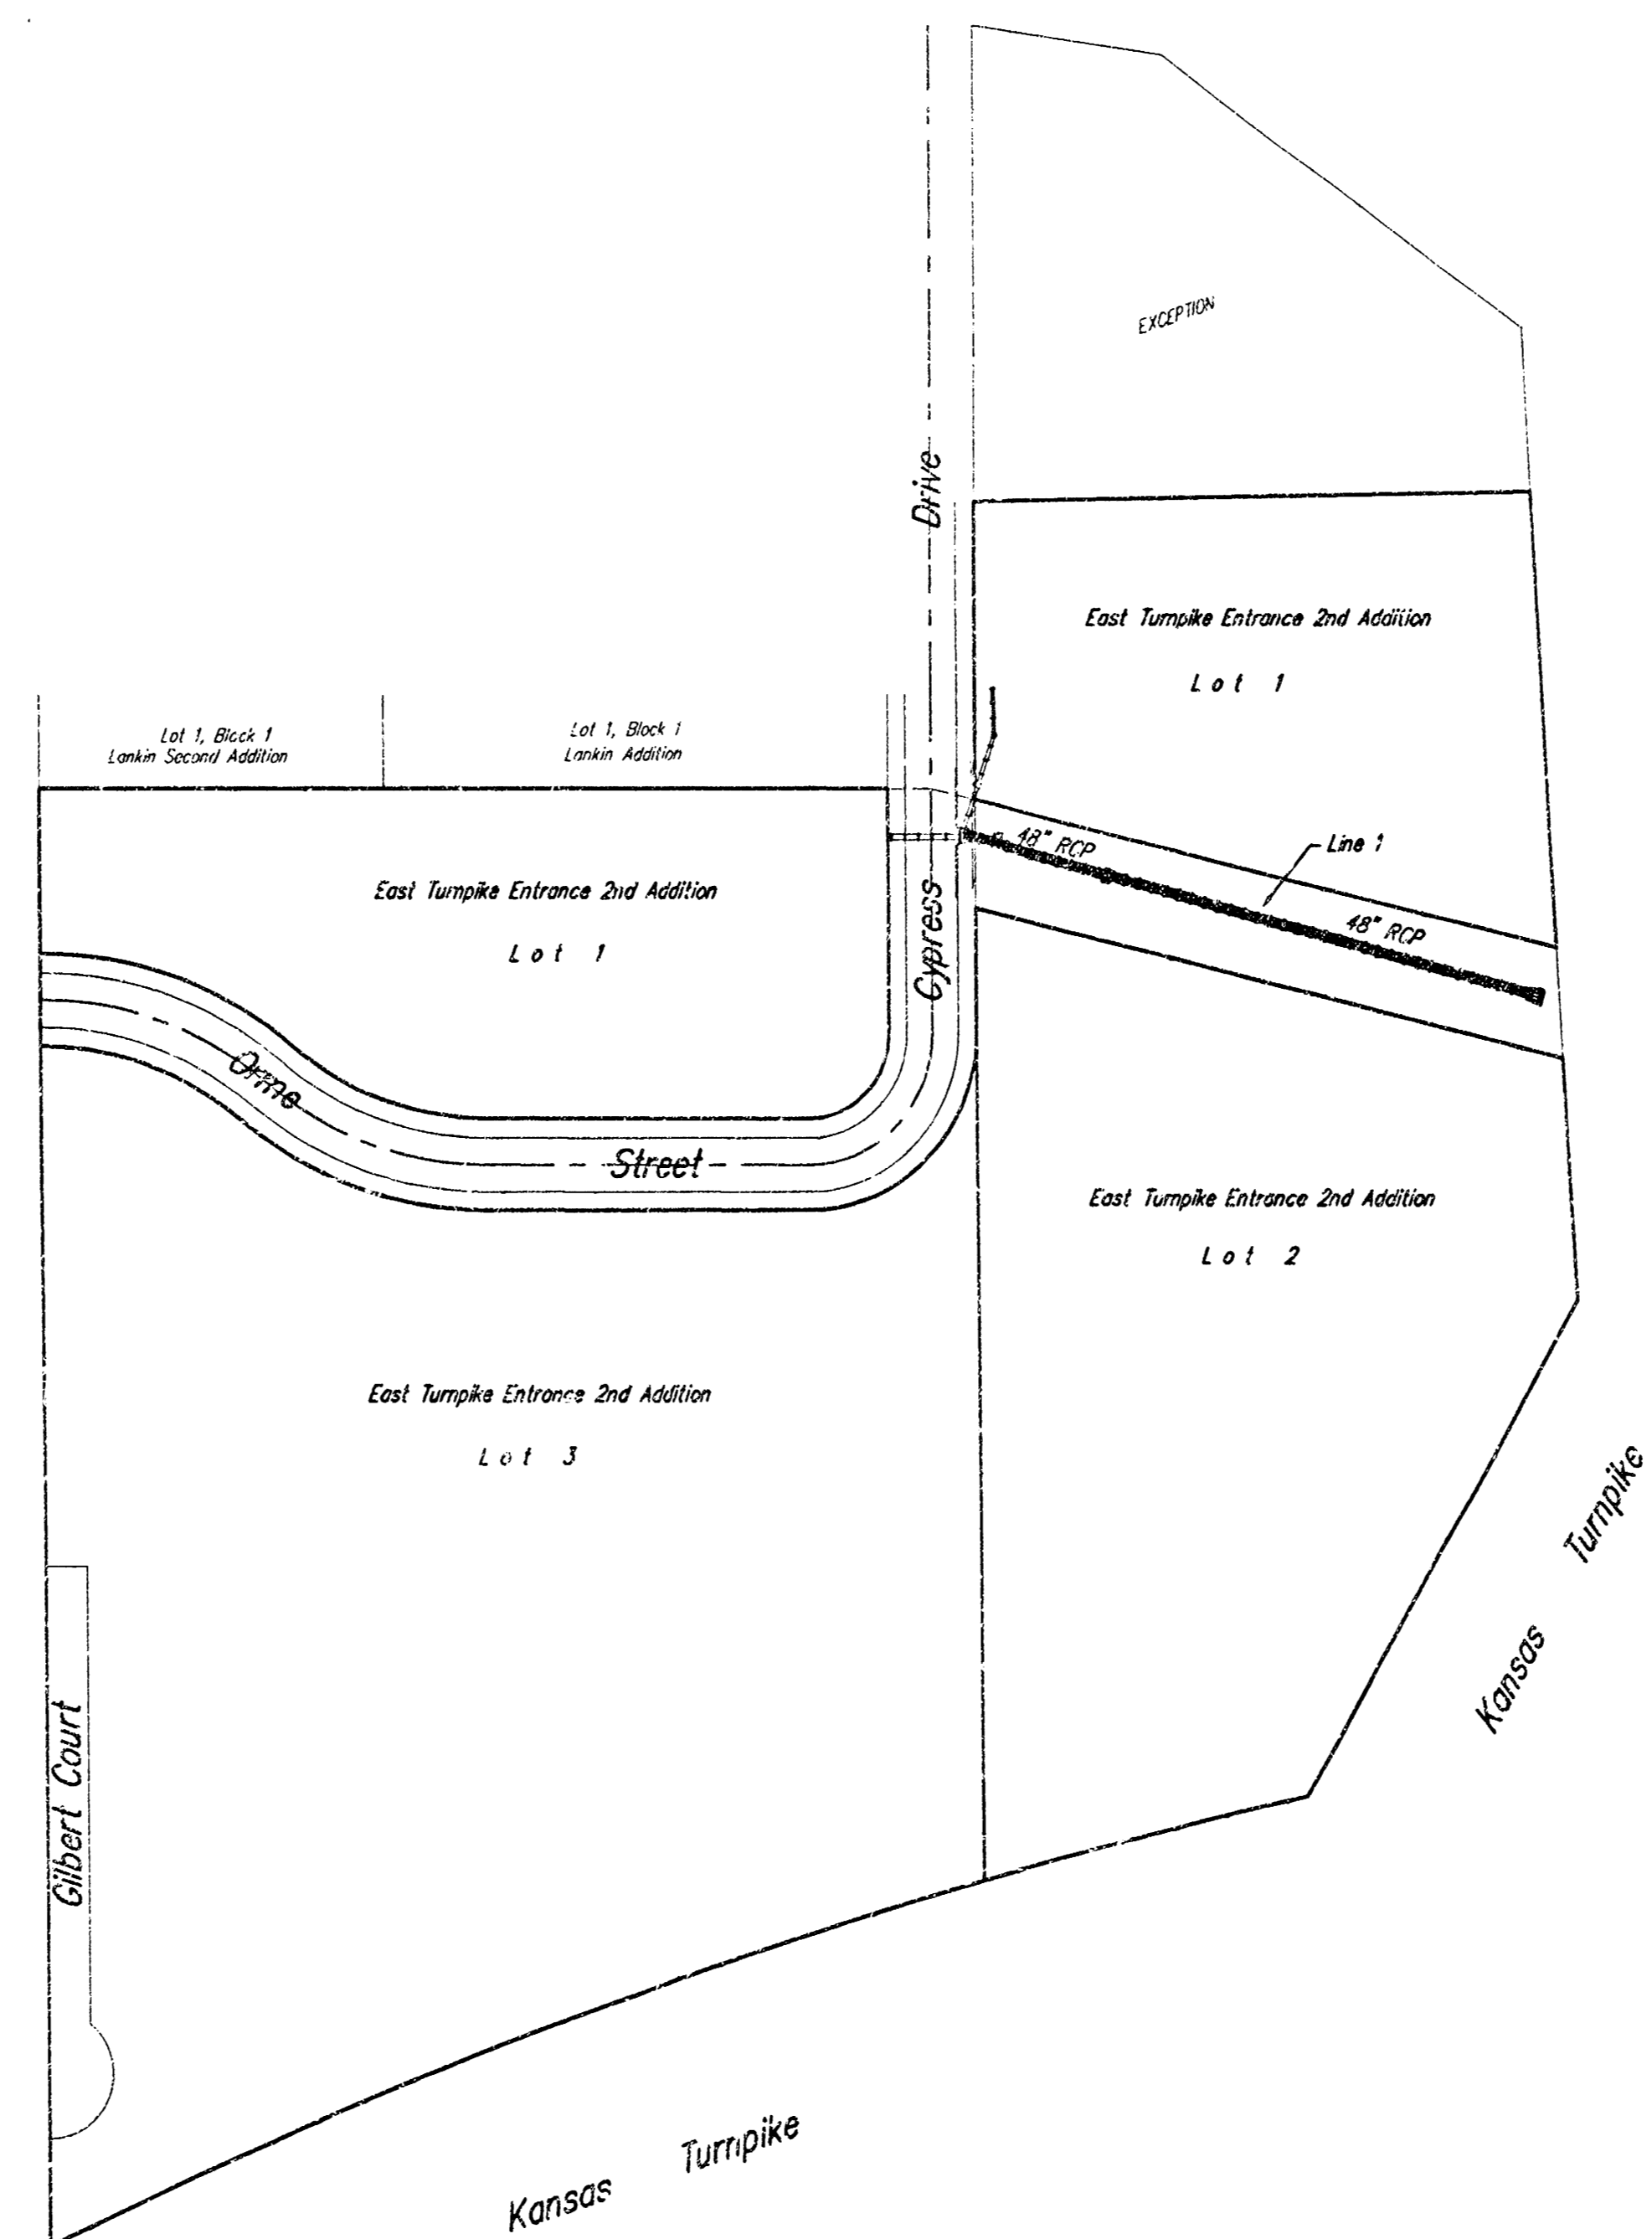 EXCEPTION
Drive
East Turnpike Entrance 2nd Addition
Lot 1
Lot 1, Block 1
Lankin Second Addition
Lot 1, Block 1
Lankin Addition
48" RCP
Line 1
48" RCP
East Turnpike Entrance 2nd Addition
Lot 1
Cypress
Orme
Street
East Turnpike Entrance 2nd Addition
Lot 2
East Turnpike Entrance 2nd Addition
Lot 3
Kansas Turnpike
Gilbert Court
Kansas Turnpike